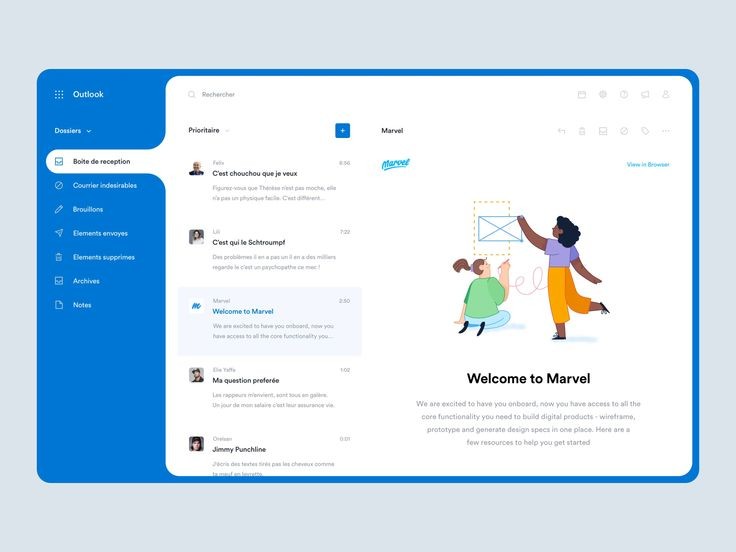 Outlook
Dossiers
Boite de reception
Courrier indesirables
Brouillons
Elements envoyes
Elements supprimes
Archives
Notes
Rechercher
Prioritaire
+
Felix
6:56
C'est chouchou que je veux
Figurez-vous que Thérèse n'est pas moche, elle
n'a pas un physique facile. C'est différent...
Lili
7:22
C'est qui le Schtroumpf
Des problèmes il en a pas un il en a des milliers
regarde le c'est un psychopathe ce mec !
Marvel
2:50
Welcome to Marvel
We are excited to have you onboard, now you
have access to all the core functionality you...
Elie Yaffa
1:02
Ma question preferée
Les rappeurs m'envient, sont tous en galère.
Un jour de mon salaire c'est leur assurance vie.
Orelsan
0:01
Jimmy Punchline
J'écris des textes tirés pas les cheveux comme
ta meuf en levrette
Marvel
Marvel
View in Browser
Welcome to Marvel
We are excited to have you onboard, now you have access to all the
core functionality you need to build digital products - wireframe,
prototype and generate design specs in one place. Here are a
few resources to help you get started